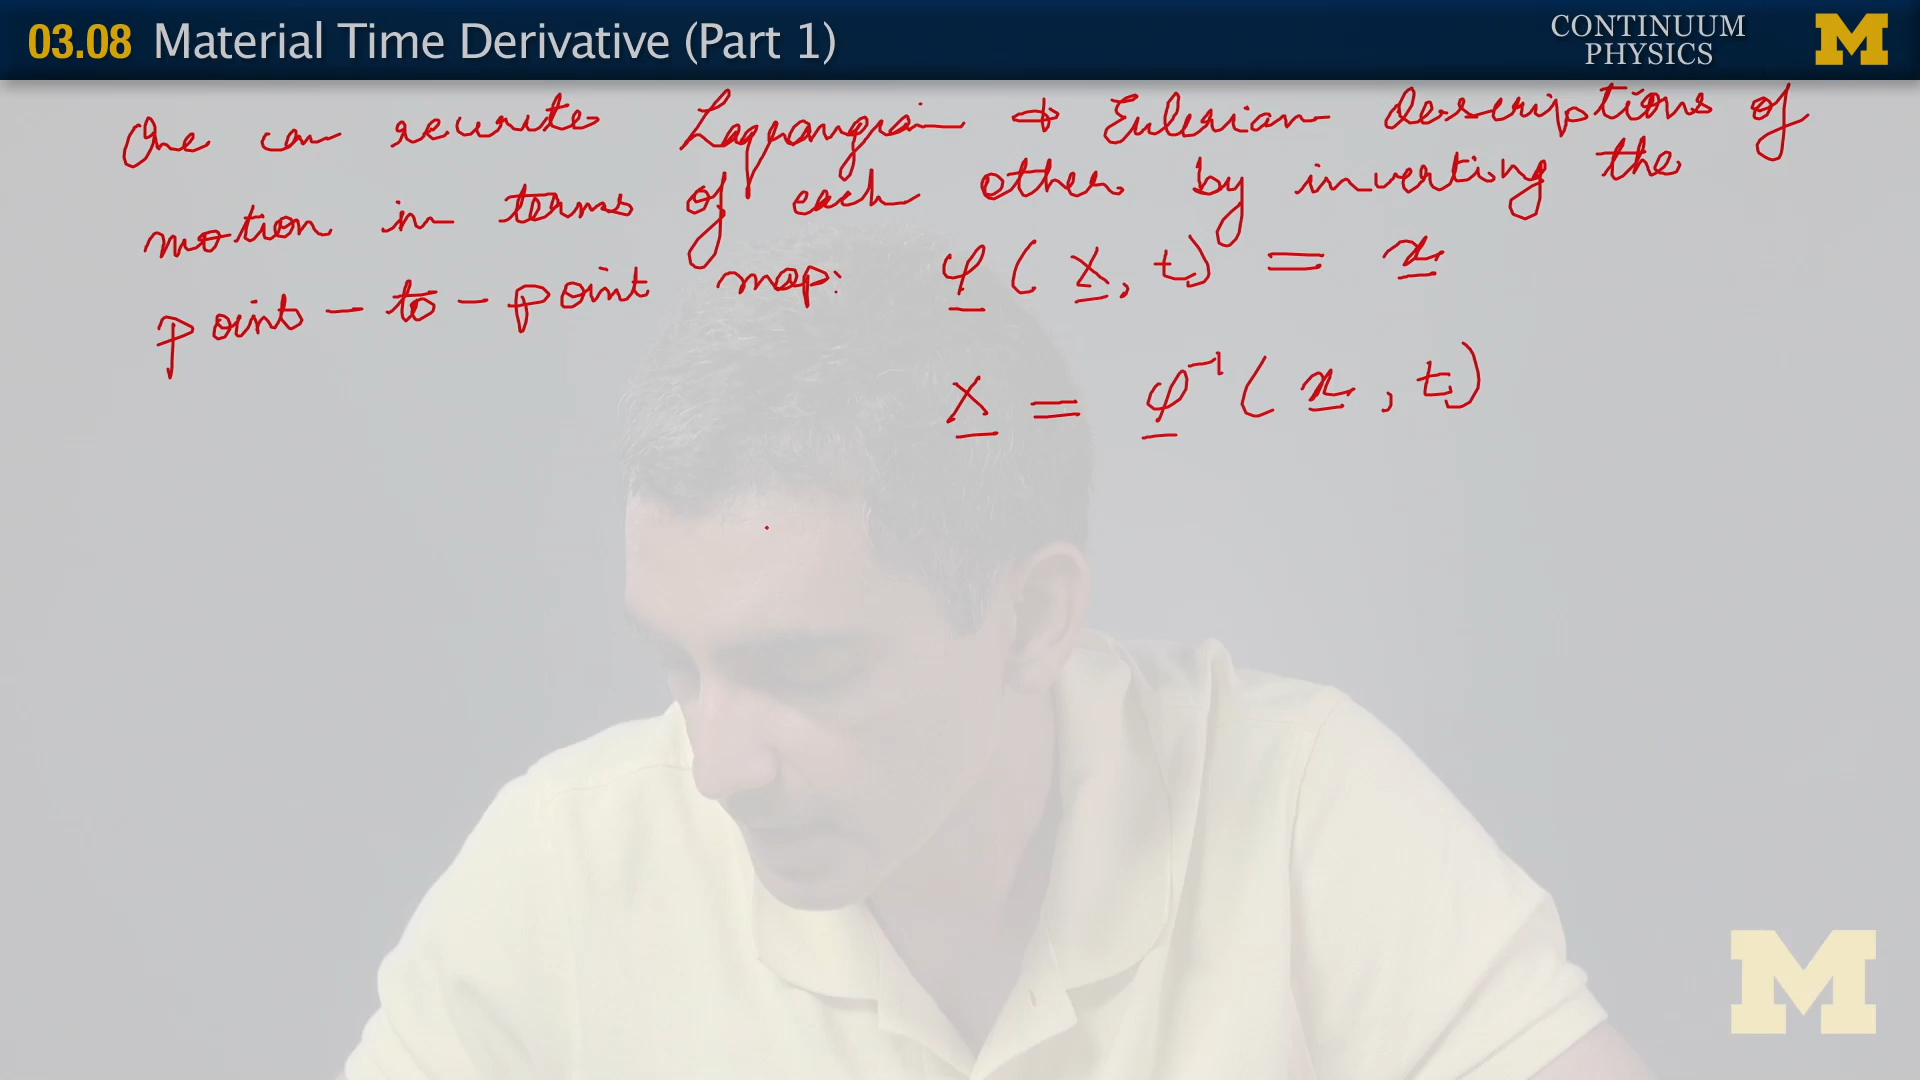 03.08 Material Time Derivative (Part 1)
CONTINUUM
PHYSICS
M
One can rewrite Lagrangian & Eulerian descriptions of
motion in terms of each other by inverting the
point-to-point map: φ(X, t) = x
X = φ⁻¹(x, t)
M